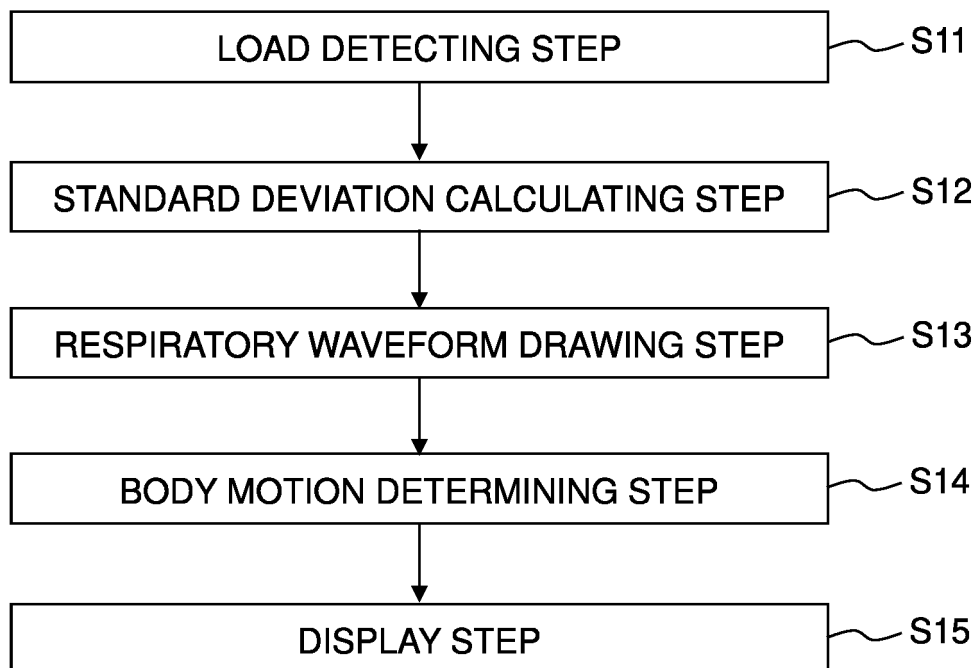 LOAD DETECTING STEP S11
STANDARD DEVIATION CALCULATING STEP S12
RESPIRATORY WAVEFORM DRAWING STEP S13
BODY MOTION DETERMINING STEP S14
DISPLAY STEP S15